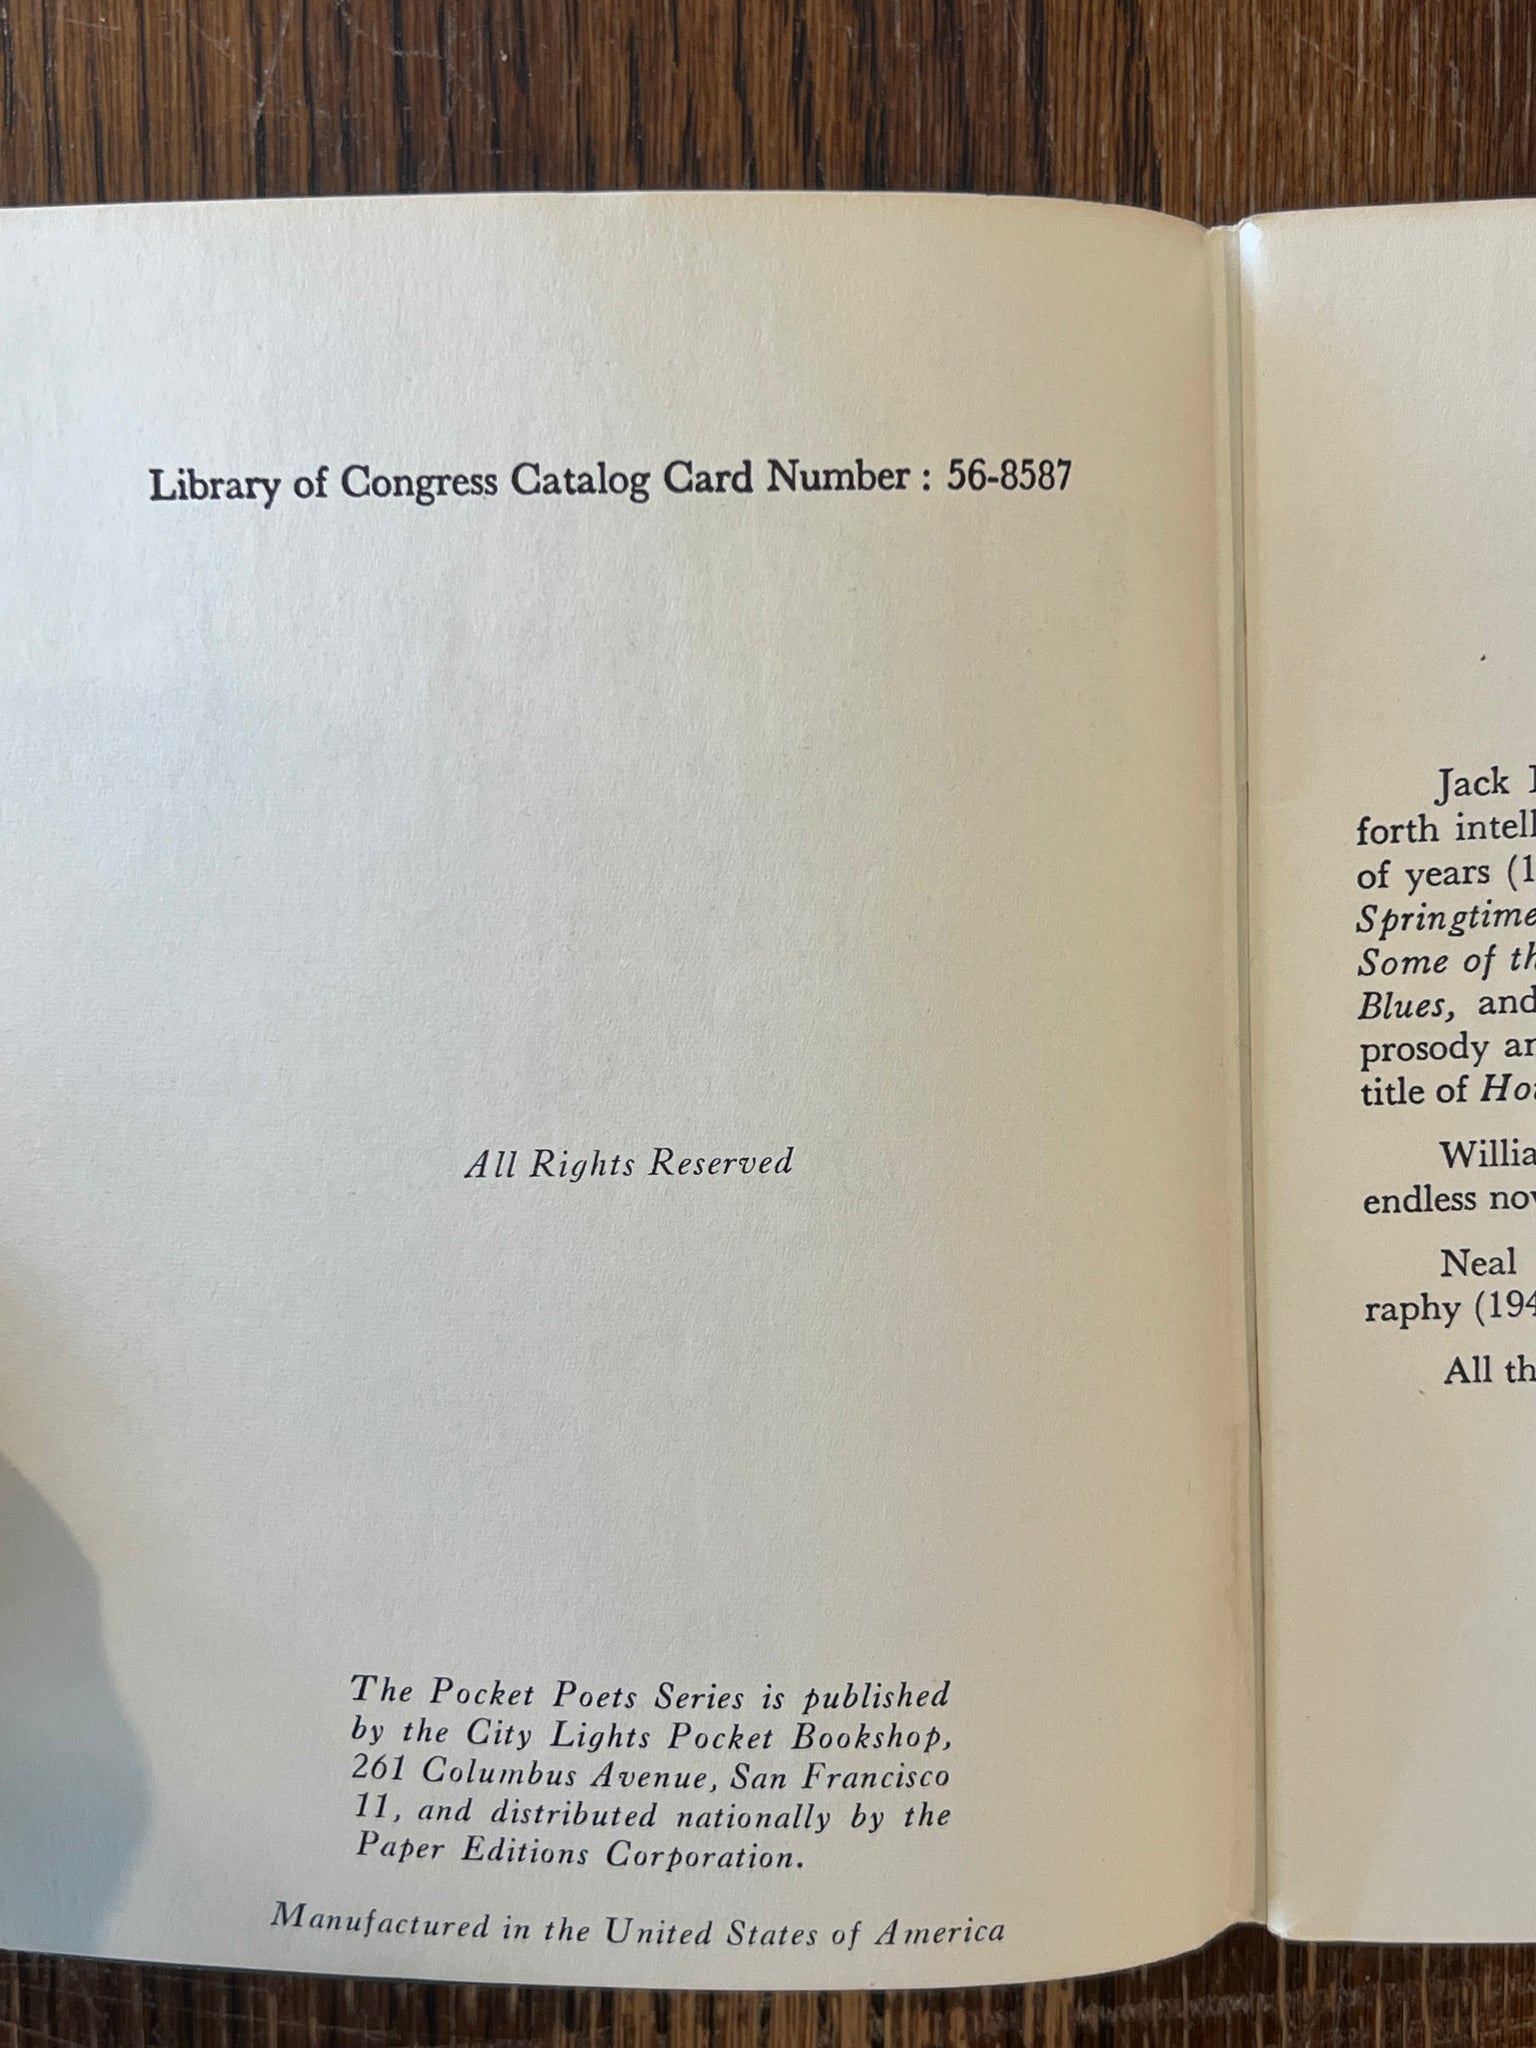 Library of Congress Catalog Card Number : 56-8587
All Rights Reserved
The Pocket Poets Series is published
by the City Lights Pocket Bookshop,
261 Columbus Avenue, San Francisco
11, and distributed nationally by the
Paper Editions Corporation.
Manufactured in the United States of America
Jack
forth intell
of years (1
Springtime
Some of th
Blues, and
prosody an
title of Ho
Willia
endless nov
Neal
raphy (194
All th